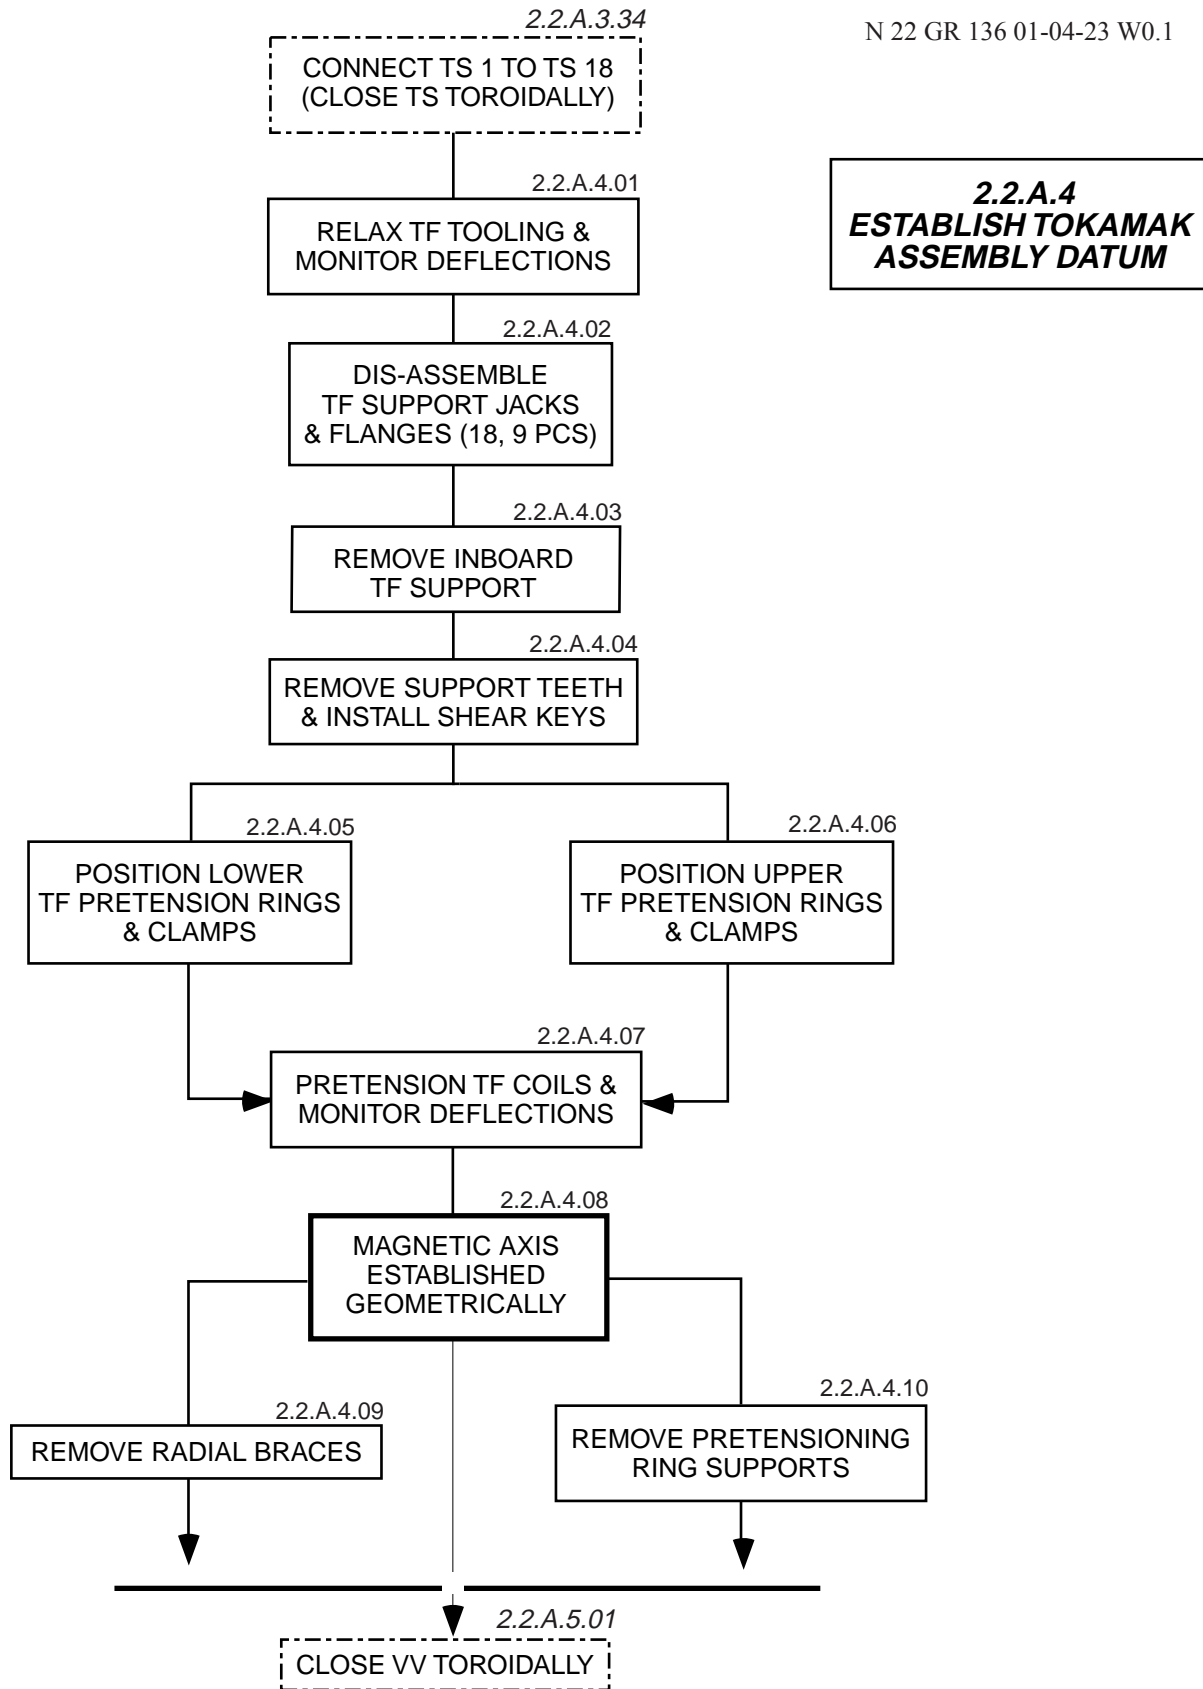 2.2.A.3.34
N 22 GR 136 01-04-23 W0.1
CONNECT TS 1 TO TS 18
(CLOSE TS TOROIDALLY)
2.2.A.4
ESTABLISH TOKAMAK
ASSEMBLY DATUM
2.2.A.4.01
RELAX TF TOOLING &
MONITOR DEFLECTIONS
2.2.A.4.02
DIS-ASSEMBLE
TF SUPPORT JACKS
& FLANGES (18, 9 PCS)
2.2.A.4.03
REMOVE INBOARD
TF SUPPORT
2.2.A.4.04
REMOVE SUPPORT TEETH
& INSTALL SHEAR KEYS
2.2.A.4.05
POSITION LOWER
TF PRETENSION RINGS
& CLAMPS
2.2.A.4.06
POSITION UPPER
TF PRETENSION RINGS
& CLAMPS
2.2.A.4.07
PRETENSION TF COILS &
MONITOR DEFLECTIONS
2.2.A.4.08
MAGNETIC AXIS
ESTABLISHED
GEOMETRICALLY
2.2.A.4.09
REMOVE RADIAL BRACES
2.2.A.4.10
REMOVE PRETENSIONING
RING SUPPORTS
2.2.A.5.01
CLOSE VV TOROIDALLY